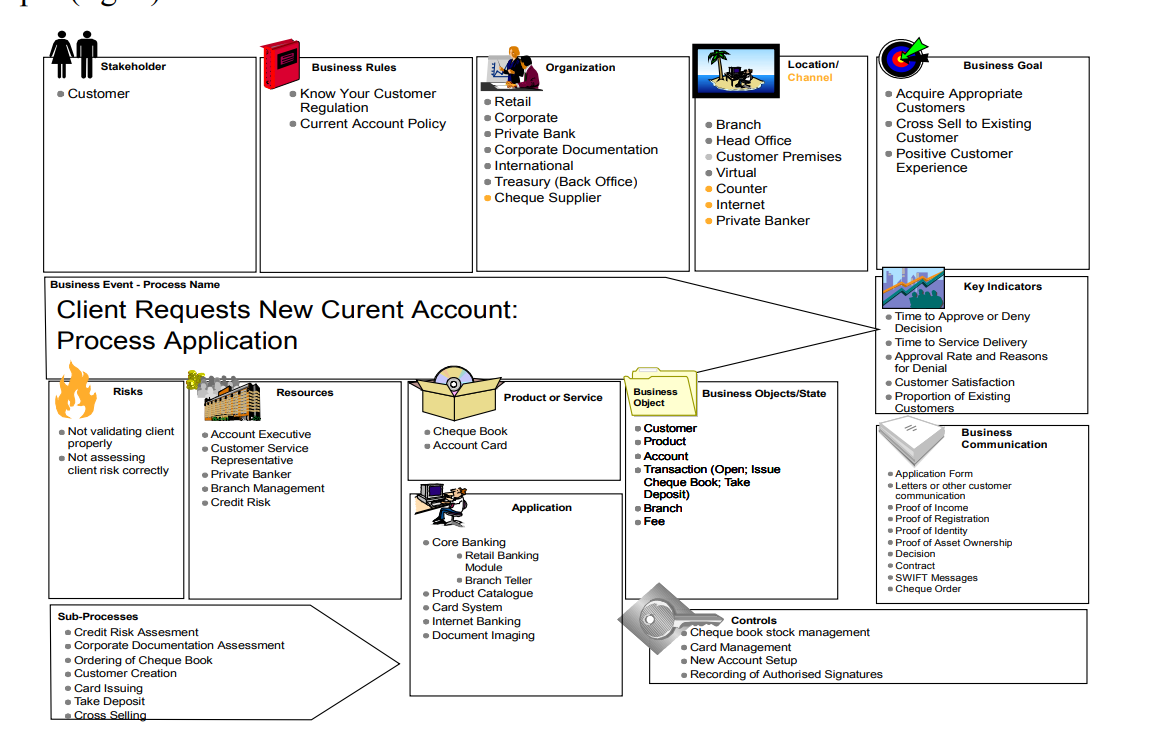 Stakeholder
Customer
Business Rules
Know Your Customer
Regulation
Current Account Policy
Organization
Retail
Corporate
Private Bank
Corporate Documentation
International
Treasury (Back Office)
Cheque Supplier
Location/
Channel
Branch
Head Office
Customer Premises
Virtual
Counter
Internet
Private Banker
Business Goal
Acquire Appropriate
Customers
Cross Sell to Existing
Customer
Positive Customer
Experience
Business Event - Process Name
Client Requests New Curent Account:
Process Application
Key Indicators
Time to Approve or Deny
Decision
Time to Service Delivery
Approval Rate and Reasons
for Denial
Customer Satisfaction
Proportion of Existing
Customers
Risks
Not validating client
properly
Not assessing
client risk correctly
Resources
Account Executive
Customer Service
Representative
Private Banker
Branch Management
Credit Risk
Product or Service
Cheque Book
Account Card
Business
Object
Business Objects/State
Customer
Product
Account
Transaction (Open; Issue
Cheque Book; Take
Deposit)
Branch
Fee
Business
Communication
Application Form
Letters or other customer
communication
Proof of Income
Proof of Registration
Proof of Identity
Proof of Asset Ownership
Decision
Contract
SWIFT Messages
Cheque Order
Application
Core Banking
Retail Banking
Module
Branch Teller
Product Catalogue
Card System
Internet Banking
Document Imaging
Sub-Processes
Credit Risk Assesment
Corporate Documentation Assessment
Ordering of Cheque Book
Customer Creation
Card Issuing
Take Deposit
Cross Selling
Controls
Cheque book stock management
Card Management
New Account Setup
Recording of Authorised Signatures